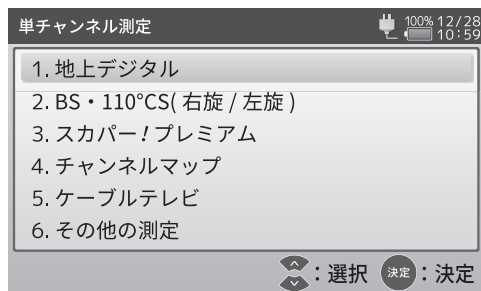 単チャンネル測定
100% 12/28
10:59
1. 地上デジタル
2. BS・110°CS( 右旋 / 左旋 )
3. スカパー!プレミアム
4. チャンネルマップ
5. ケーブルテレビ
6. その他の測定
：選択 決定：決定